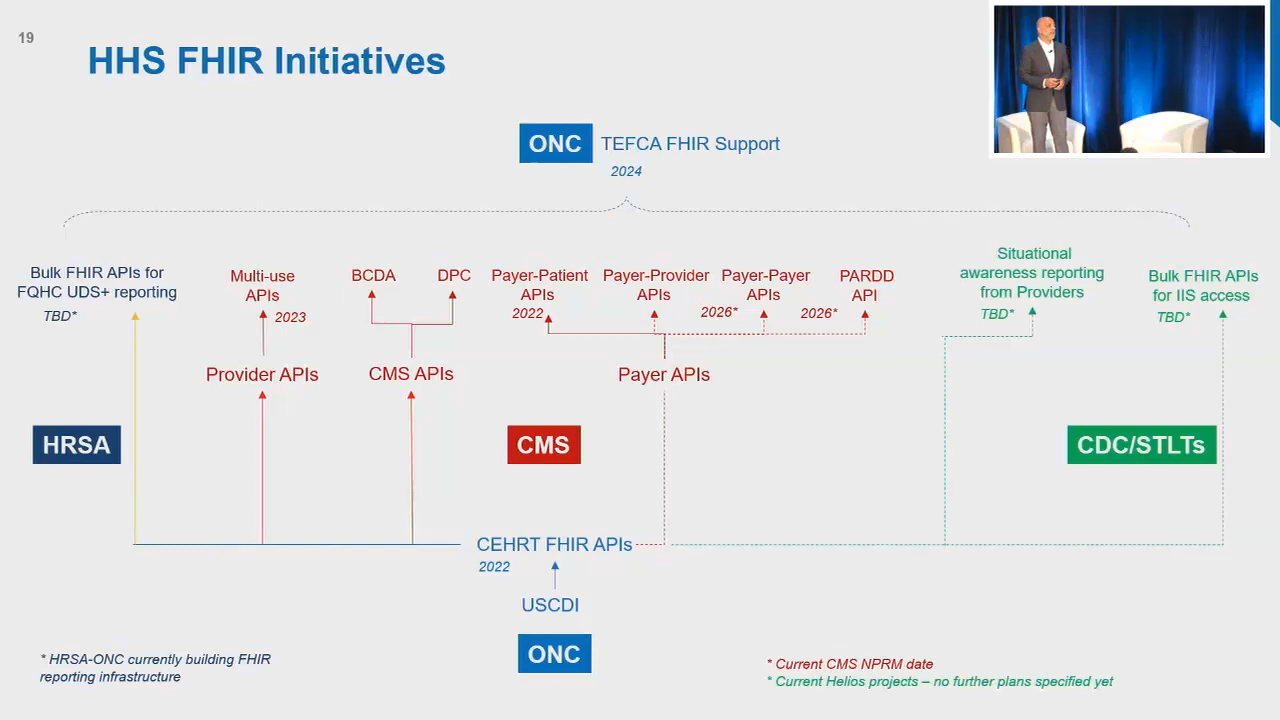 19
HHS FHIR Initiatives
ONC TEFCA FHIR Support
2024
Bulk FHIR APIs for
FQHC UDS+ reporting
TBD*
Multi-use
APIs
2023
BCDA
DPC
Payer-Patient
APIs
2022
Payer-Provider
APIs
Payer-Payer
APIs
2026*
PARDD
API
2026*
Situational
awareness reporting
from Providers
TBD*
Bulk FHIR APIs
for IIS access
TBD*
Provider APIs
CMS APIs
Payer APIs
HRSA
CMS
CDC/STLTs
CEHRT FHIR APIs
2022
USCDI
ONC
* HRSA-ONC currently building FHIR
reporting infrastructure
* Current CMS NPRM date
* Current Helios projects – no further plans specified yet